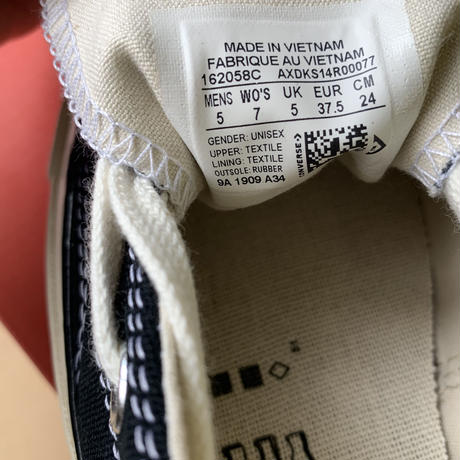 MADE IN VIETNAM
FABRIQUE AU VIETNAM
162058C AXDKS14R00077
MENS WO'S UK EUR CM
5 7 5 37.5 24
GENDER: UNISEX
UPPER: TEXTILE
LINING: TEXTILE
OUTSOLE: RUBBER
9A 1909 A34
CONVERSE